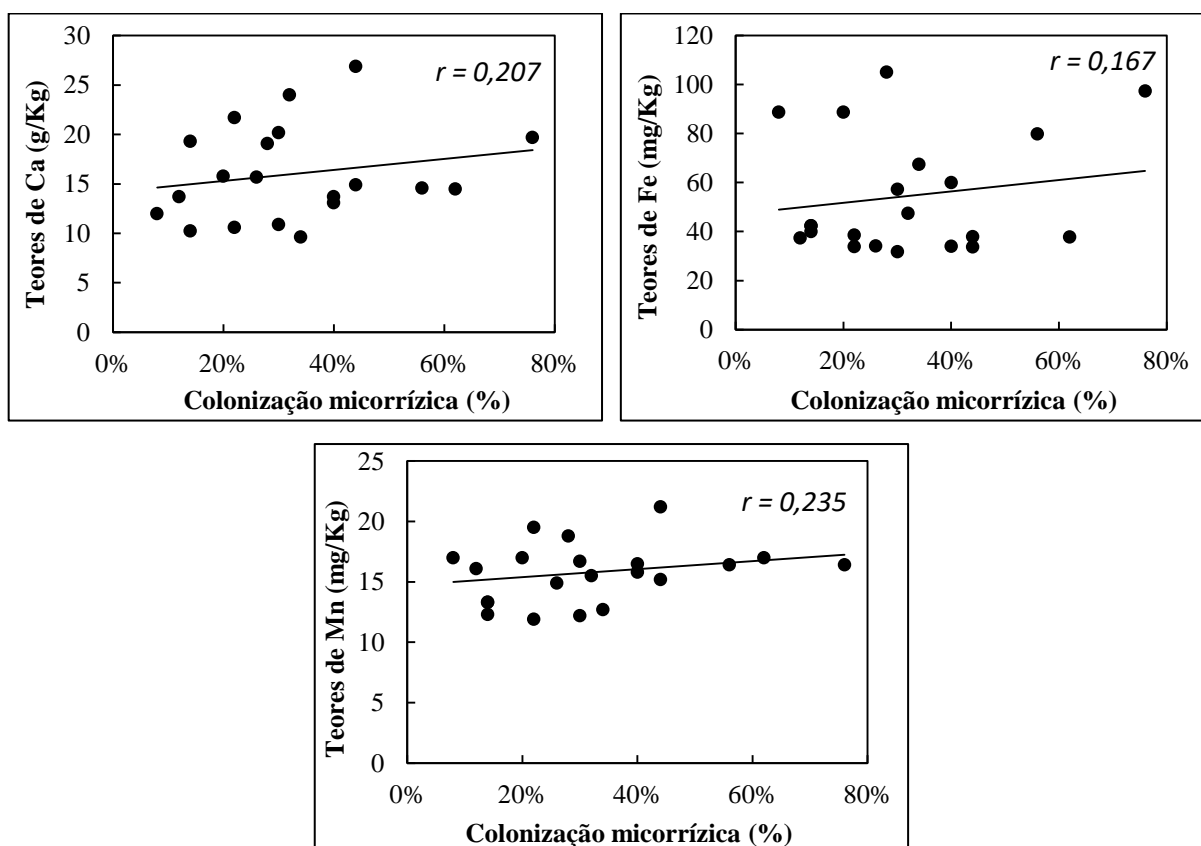 30
25
20
15
10
5
0
Teores de Ca (g/Kg)
r = 0,207
0% 20% 40% 60% 80%
Colonização micorrízica (%)
120
100
80
60
40
20
0
Teores de Fe (mg/Kg)
r = 0,167
0% 20% 40% 60% 80%
Colonização micorrízica (%)
25
20
15
10
5
0
Teores de Mn (mg/Kg)
r = 0,235
0% 20% 40% 60% 80%
Colonização micorrízica (%)